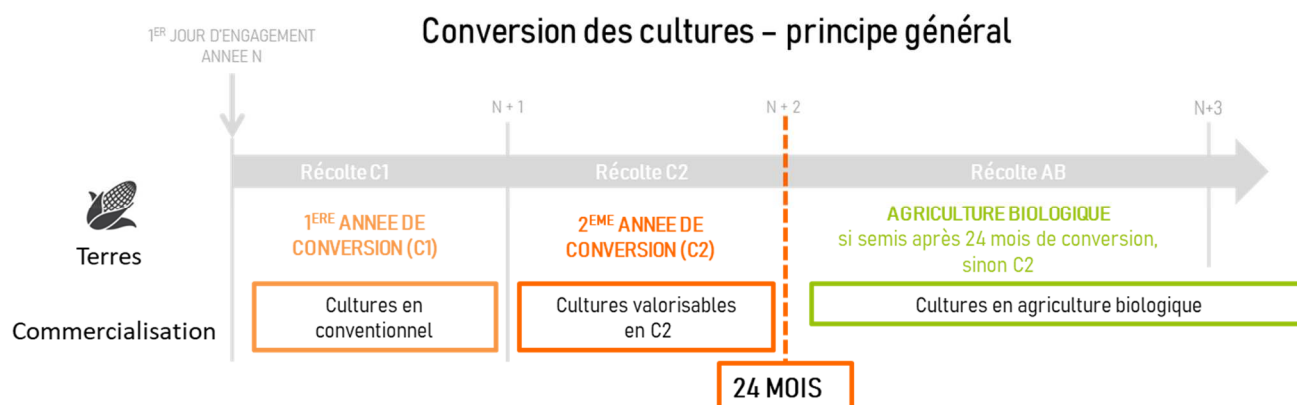 Conversion des cultures – principe général
1ER JOUR D'ENGAGEMENT
ANNEE N
N + 1
N + 2
N+3
Récolte C1
Récolte C2
Récolte AB
Terres
1ERE ANNEE DE
CONVERSION (C1)
2EME ANNEE DE
CONVERSION (C2)
AGRICULTURE BIOLOGIQUE
si semis après 24 mois de conversion,
sinon C2
Commercialisation
Cultures en
conventionnel
Cultures valorisables
en C2
Cultures en agriculture biologique
24 MOIS